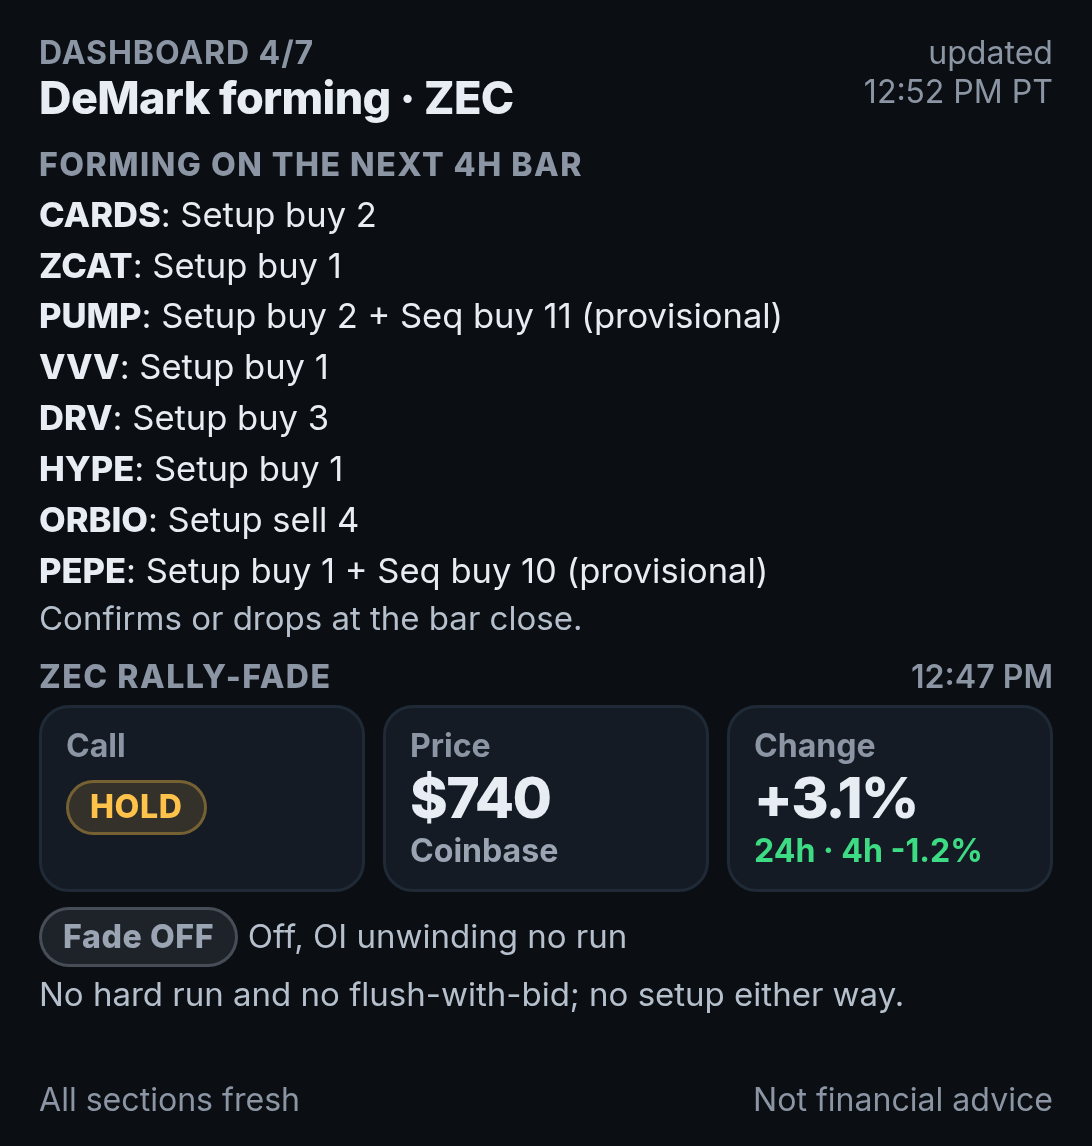 DASHBOARD 4/7
updated
DeMark forming · ZEC
12:52 PM PT
FORMING ON THE NEXT 4H BAR
CARDS: Setup buy 2
ZCAT: Setup buy 1
PUMP: Setup buy 2 + Seq buy 11 (provisional)
VVV: Setup buy 1
DRV: Setup buy 3
HYPE: Setup buy 1
ORBIO: Setup sell 4
PEPE: Setup buy 1 + Seq buy 10 (provisional)
Confirms or drops at the bar close.
ZEC RALLY-FADE
12:47 PM
Call
HOLD
Price
$740
Coinbase
Change
+3.1%
24h · 4h -1.2%
Fade OFF Off, OI unwinding no run
No hard run and no flush-with-bid; no setup either way.
All sections fresh
Not financial advice